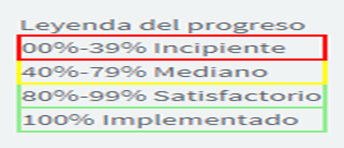 Leyenda del progreso
00%-39% Incipiente
40%-79% Mediano
80%-99% Satisfactorio
100% Implementado